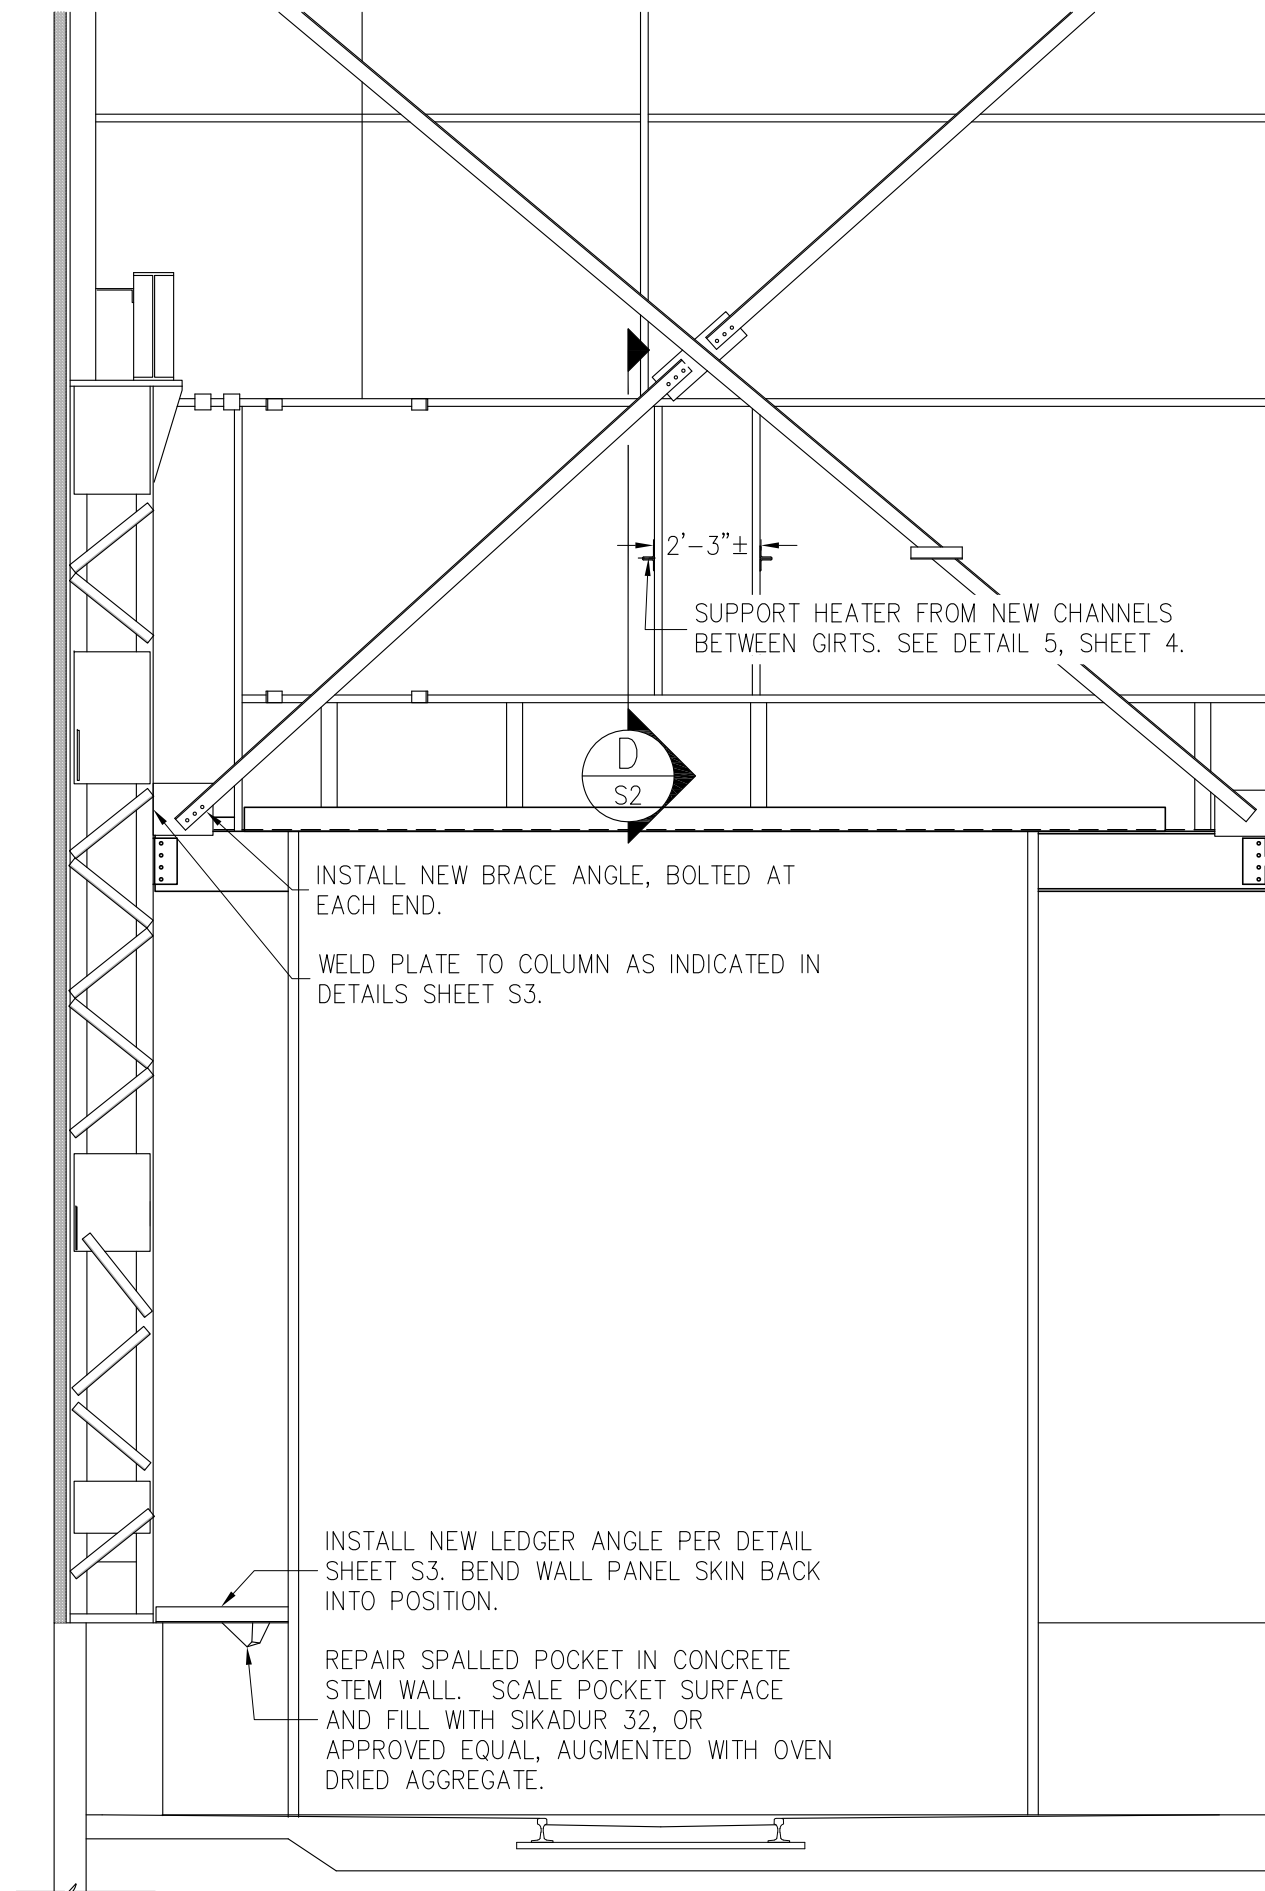 2'-3"±
SUPPORT HEATER FROM NEW CHANNELS
BETWEEN GIRTS. SEE DETAIL 5, SHEET 4.
D
S2
INSTALL NEW BRACE ANGLE, BOLTED AT
EACH END.
WELD PLATE TO COLUMN AS INDICATED IN
DETAILS SHEET S3.
INSTALL NEW LEDGER ANGLE PER DETAIL
SHEET S3. BEND WALL PANEL SKIN BACK
INTO POSITION.
REPAIR SPALLED POCKET IN CONCRETE
STEM WALL. SCALE POCKET SURFACE
AND FILL WITH SIKADUR 32, OR
APPROVED EQUAL, AUGMENTED WITH OVEN
DRIED AGGREGATE.